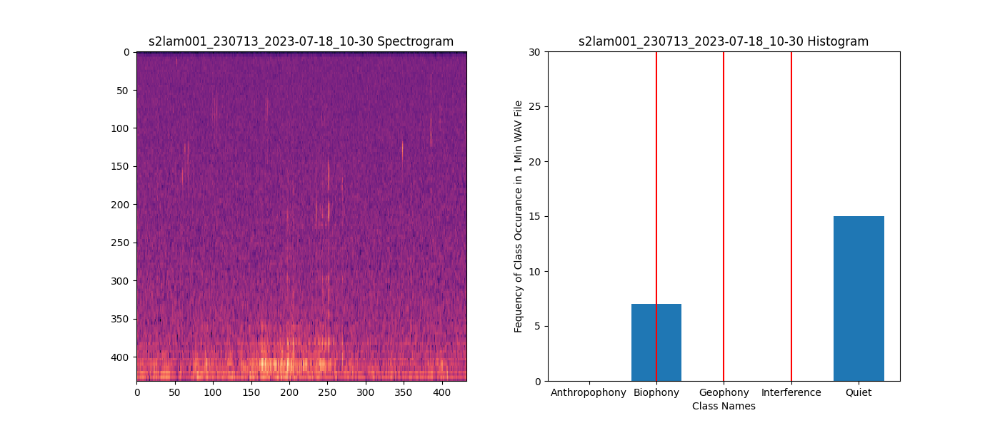 s2lam001_230713_2023-07-18_10-30 Spectrogram
0
50
100
150
200
250
300
350
400
0 50 100 150 200 250 300 350 400
s2lam001_230713_2023-07-18_10-30 Histogram
Fequency of Class Occurance in 1 Min WAV File
30
25
20
15
10
5
0
Anthropophony Biophony Geophony Interference Quiet
Class Names